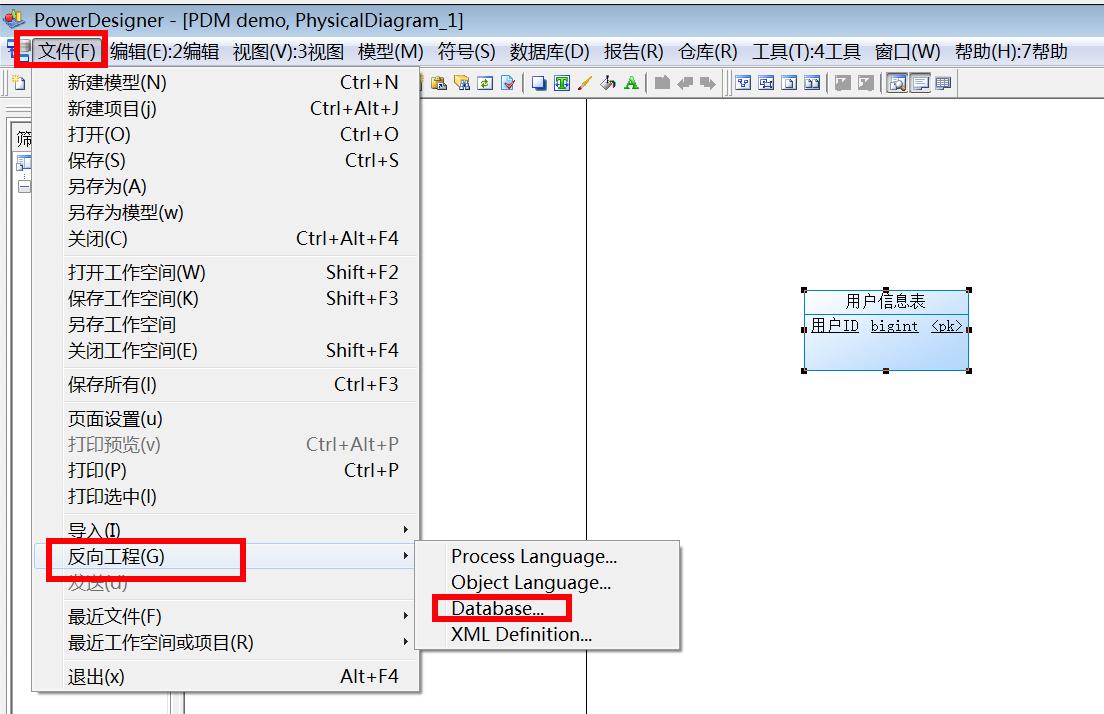 PowerDesigner - [PDM demo, PhysicalDiagram_1]
文件(F) 编辑(E):2编辑 视图(V):3视图 模型(M) 符号(S) 数据库(D) 报告(R) 仓库(R) 工具(T):4工具 窗口(W) 帮助(H):7帮助
新建模型(N) Ctrl+N
新建项目(j) Ctrl+Alt+J
打开(O) Ctrl+O
保存(S) Ctrl+S
筛
另存为(A)
另存为模型(w)
关闭(C) Ctrl+Alt+F4
打开工作空间(W) Shift+F2
保存工作空间(K) Shift+F3
另存工作空间
关闭工作空间(E) Shift+F4
保存所有(l) Ctrl+F3
页面设置(u)
打印预览(v) Ctrl+Alt+P
打印(P) Ctrl+P
打印选中(l)
导入(I)
反向工程(G)
发送(d)
最近文件(F)
最近工作空间或项目(R)
退出(x) Alt+F4
Process Language...
Object Language...
Database...
XML Definition...
用户信息表
用户ID bigint <pk>